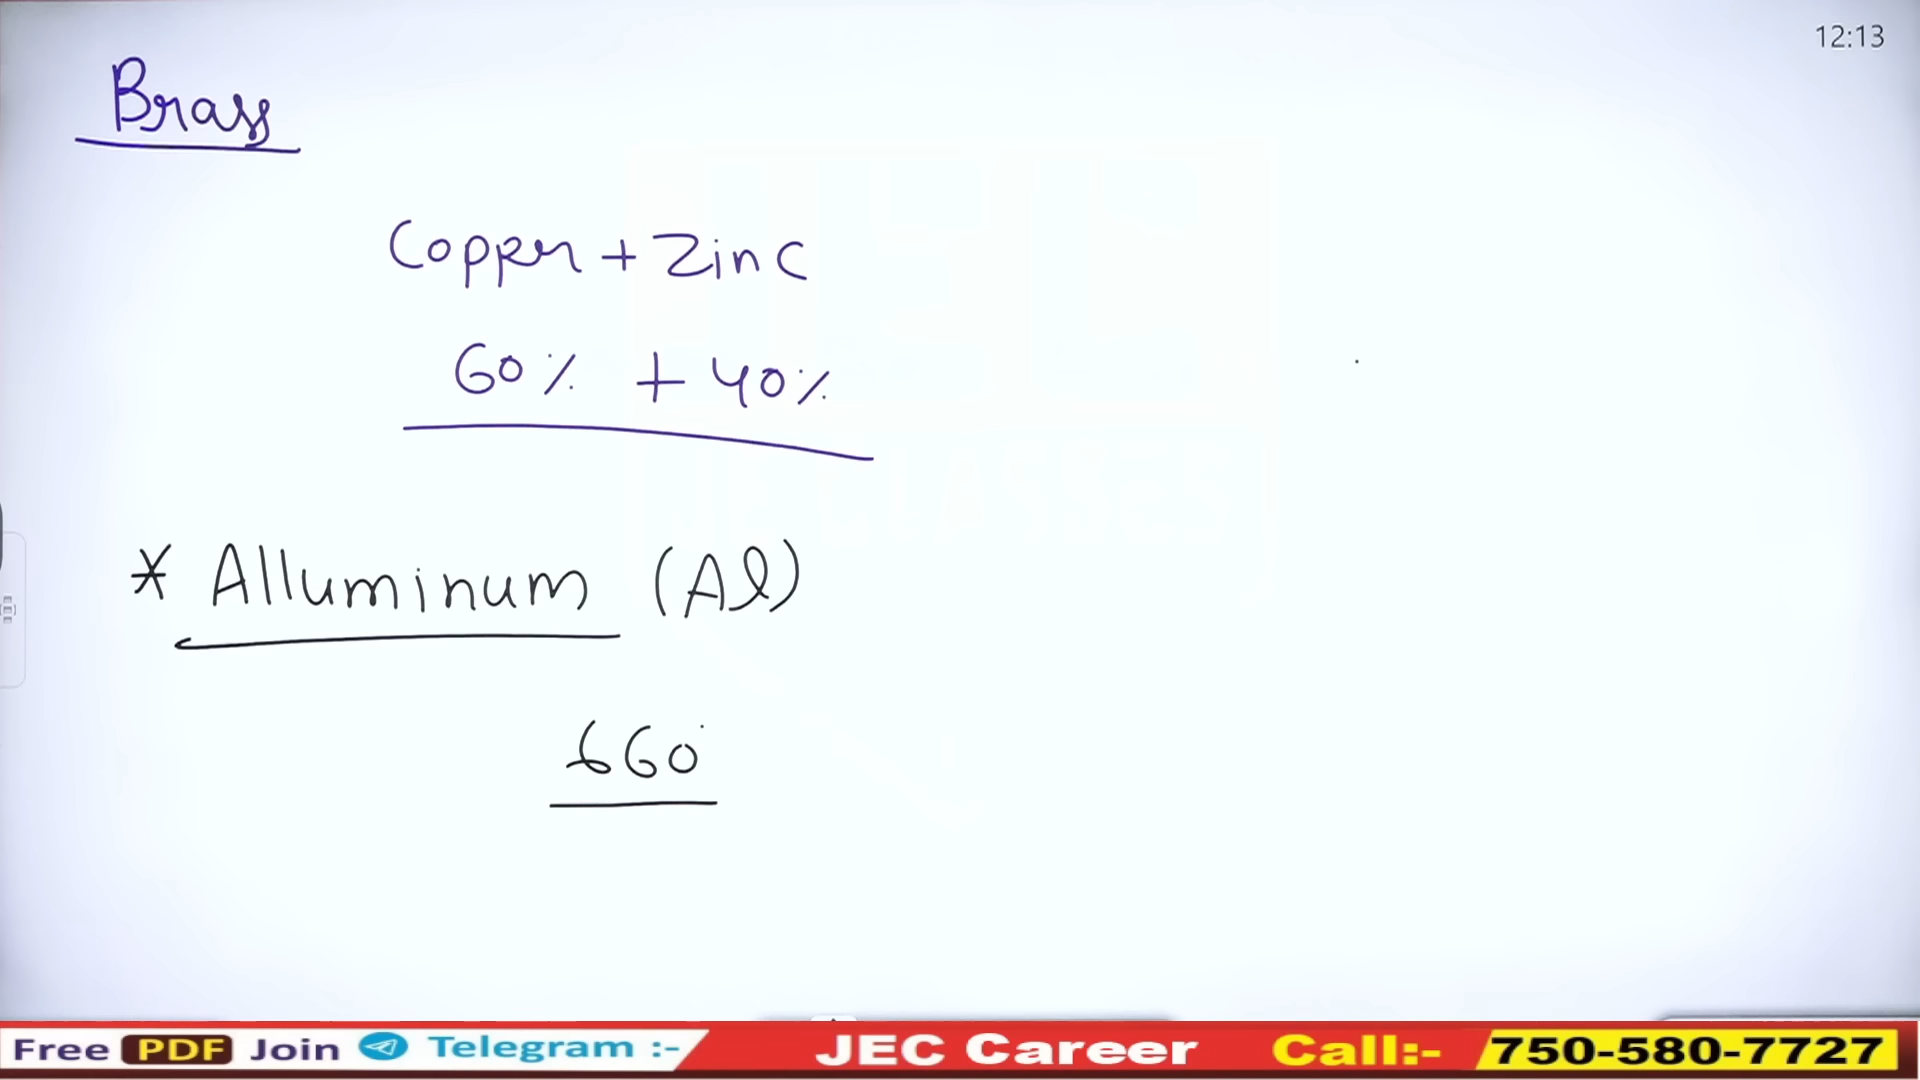 12:13
Brass
Copper + Zinc
60% + 40%
* Alluminum (Al)
660°
Free PDF Join Telegram :- JEC Career Call:- 750-580-7727